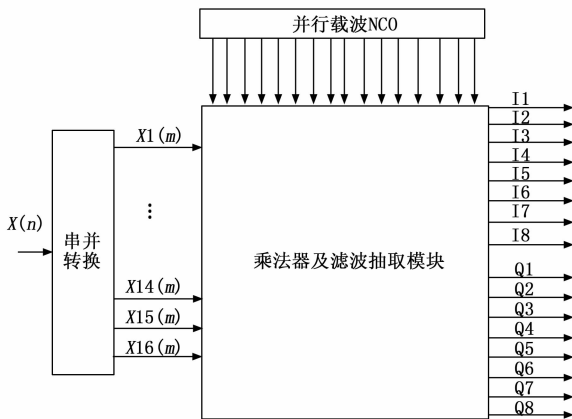 并行载波NCO
X(n)
串并
转换
X1(m)
⋮
X14(m)
X15(m)
X16(m)
乘法器及滤波抽取模块
I1
I2
I3
I4
I5
I6
I7
I8
Q1
Q2
Q3
Q4
Q5
Q6
Q7
Q8